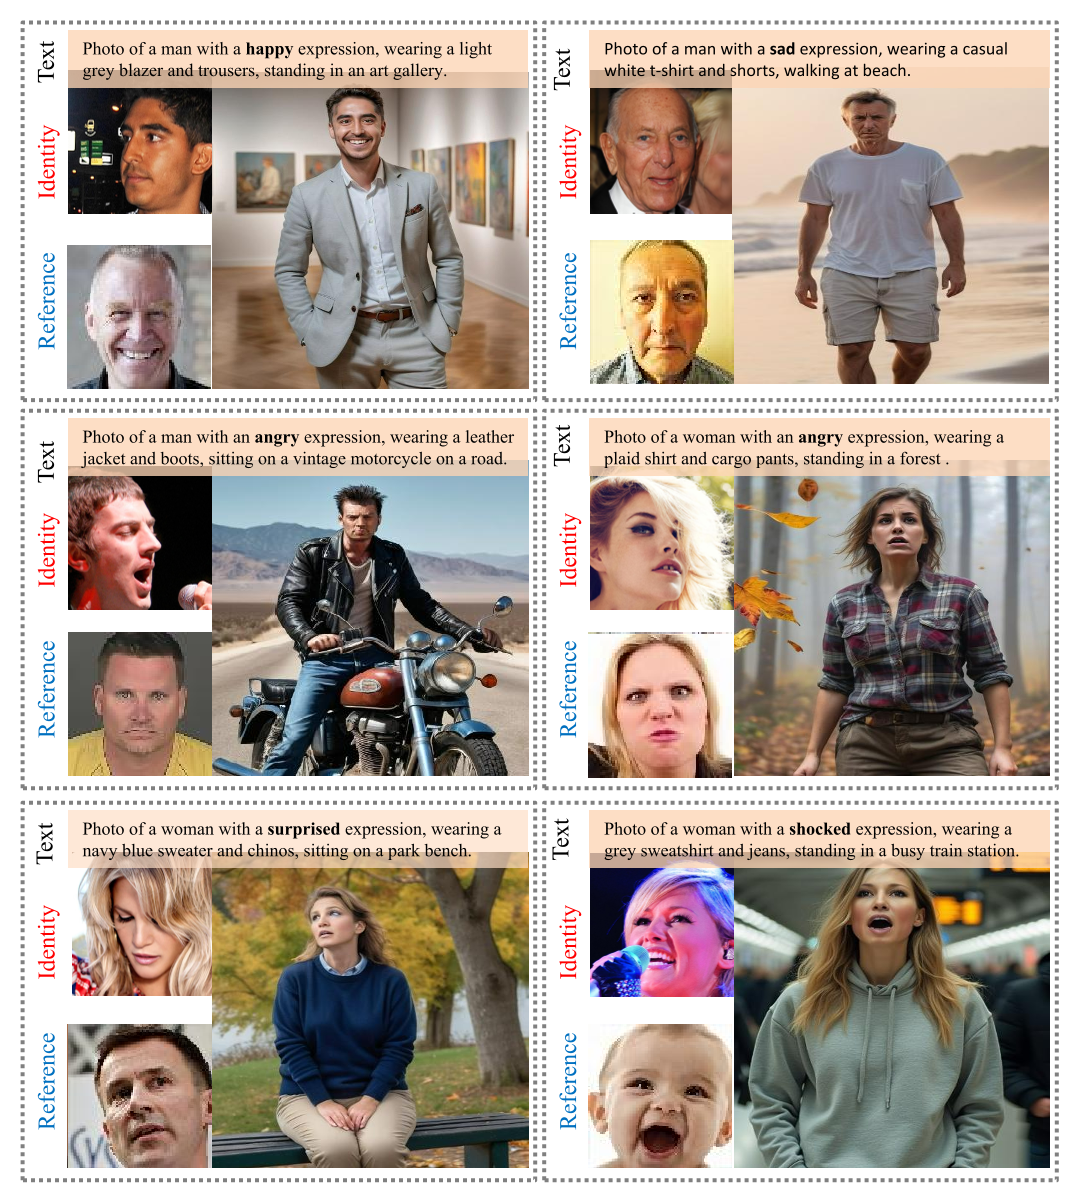 Text
Photo of a man with a happy expression, wearing a light
grey blazer and trousers, standing in an art gallery.
Identity
Reference
Text
Photo of a man with a sad expression, wearing a casual
white t-shirt and shorts, walking at beach.
Identity
Reference
Text
Photo of a man with an angry expression, wearing a leather
jacket and boots, sitting on a vintage motorcycle on a road.
Identity
Reference
Text
Photo of a woman with an angry expression, wearing a
plaid shirt and cargo pants, standing in a forest .
Identity
Reference
Text
Photo of a woman with a surprised expression, wearing a
navy blue sweater and chinos, sitting on a park bench.
Identity
Reference
Text
Photo of a woman with a shocked expression, wearing
grey sweatshirt and jeans, standing in a busy train station.
Identity
Reference